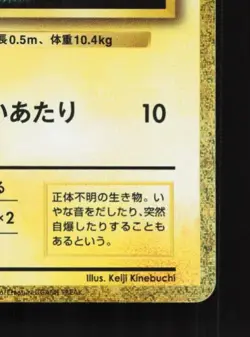 長0.5m、体重10.4kg
いあたり 10
る
×2
正体不明の生き物。い
やな音をだしたり、突然
自爆したりすることも
あるという。
Illus. Keiji Kinebuchi